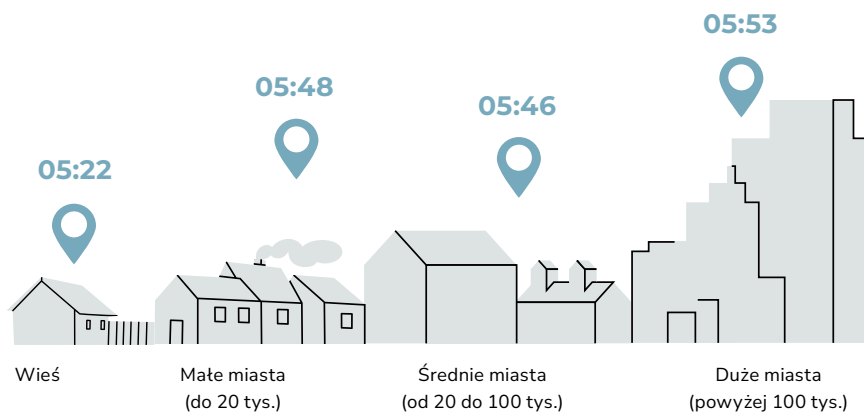 05:53
05:48
05:46
05:22
Wieś
Małe miasta
(do 20 tys.)
Średnie miasta
(od 20 do 100 tys.)
Duże miasta
(powyżej 100 tys.)